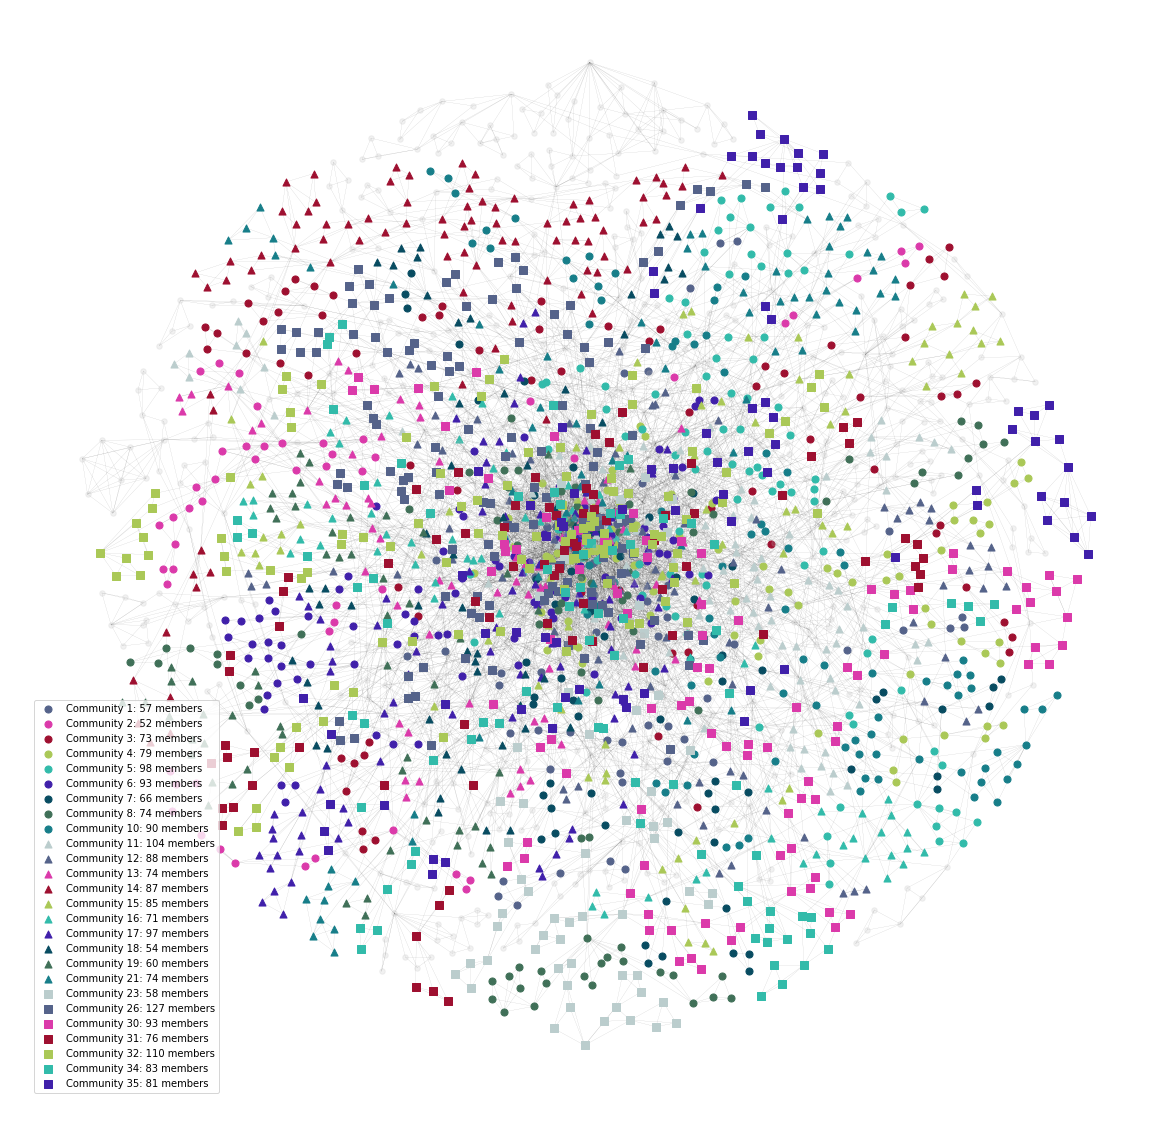 Community 1: 57 members
Community 2: 52 members
Community 3: 73 members
Community 4: 79 members
Community 5: 98 members
Community 6: 93 members
Community 7: 66 members
Community 8: 74 members
Community 10: 90 members
Community 11: 104 members
Community 12: 88 members
Community 13: 74 members
Community 14: 87 members
Community 15: 85 members
Community 16: 71 members
Community 17: 97 members
Community 18: 54 members
Community 19: 60 members
Community 21: 74 members
Community 23: 58 members
Community 26: 127 members
Community 30: 93 members
Community 31: 76 members
Community 32: 110 members
Community 34: 83 members
Community 35: 81 members